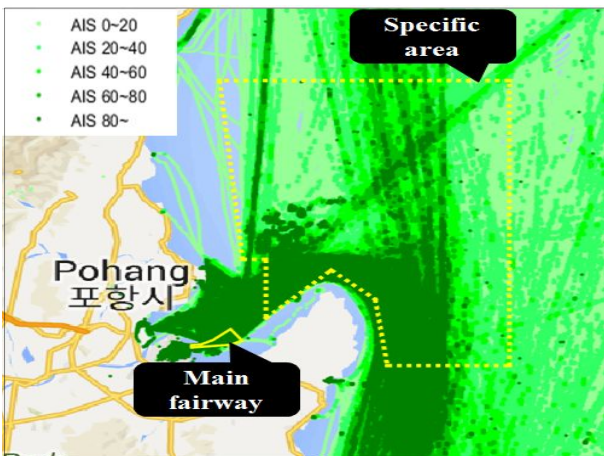 AIS 0~20
AIS 20~40
AIS 40~60
AIS 60~80
AIS 80~
Specific
area
Pohang
포항시
Main
fairway